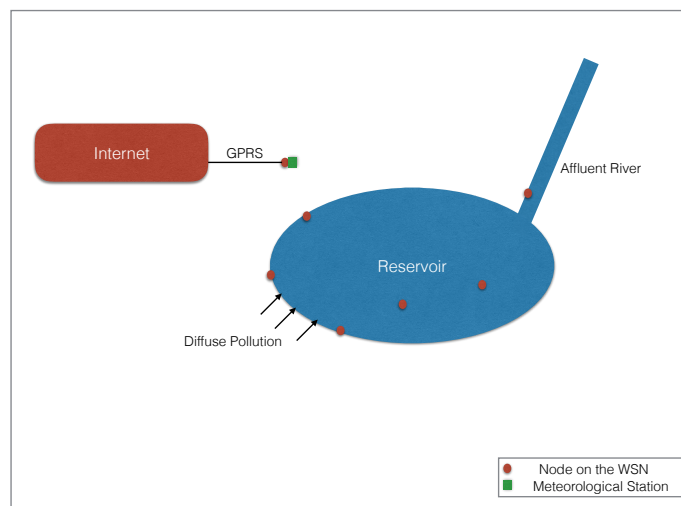 Internet
GPRS
Affluent River
Reservoir
Diffuse Pollution
Node on the WSN
Meteorological Station